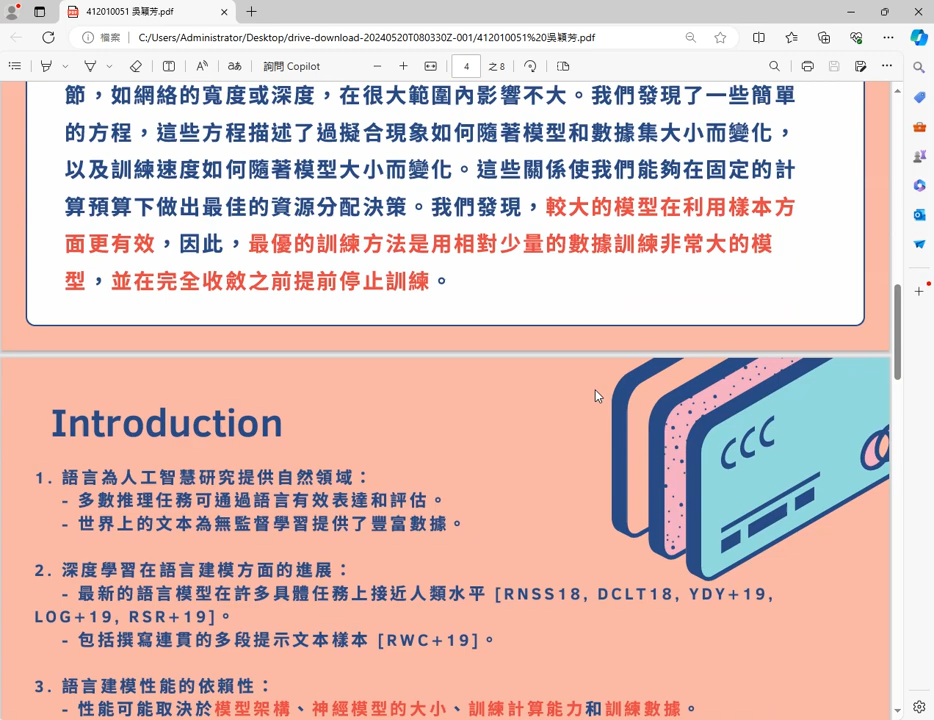 412010051 吳穎芳.pdf
檔案
C:/Users/Administrator/Desktop/drive-download-20240520T080330Z-001/412010051%20吳穎芳.pdf
詢問 Copilot
4
之 8
節，如網絡的寬度或深度，在很大範圍內影響不大。我們發現了一些簡單
的方程，這些方程描述了過擬合現象如何隨著模型和數據集大小而變化，
以及訓練速度如何隨著模型大小而變化。這些關係使我們能夠在固定的計
算預算下做出最佳的資源分配決策。我們發現，較大的模型在利用樣本方
面更有效，因此，最優的訓練方法是用相對少量的數據訓練非常大的模
型，並在完全收斂之前提前停止訓練。
Introduction
CCC
1. 語言為人工智慧研究提供自然領域：
- 多數推理任務可通過語言有效表達和評估。
- 世界上的文本為無監督學習提供了豐富數據。
2. 深度學習在語言建模方面的進展：
- 最新的語言模型在許多具體任務上接近人類水平 [RNSS18, DCLT18, YDY+19,
LOG+19, RSR+19]。
- 包括撰寫連貫的多段提示文本樣本 [RWC+19]。
3. 語言建模性能的依賴性：
- 性能可能取決於模型架構、神經模型的大小、訓練計算能力和訓練數據。